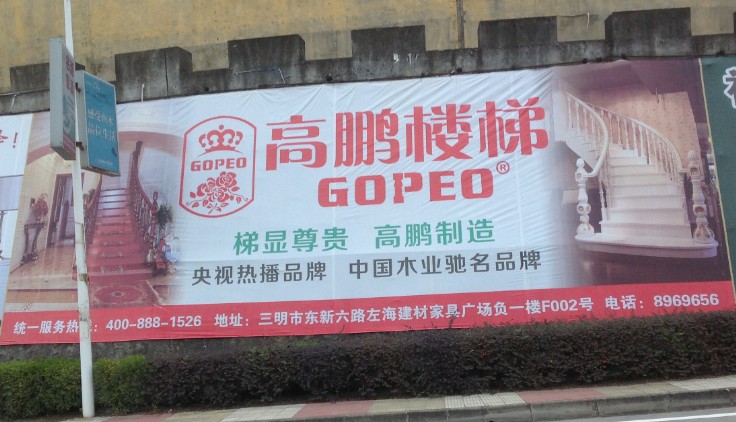 GOPEO
高鹏楼梯
GOPEO®
梯显尊贵 高鹏制造
央视热播品牌 中国木业驰名品牌
统一服务热：400-888-1526 地址：三明市东新六路左海建材家具广场负一楼F002号 电话：8969656